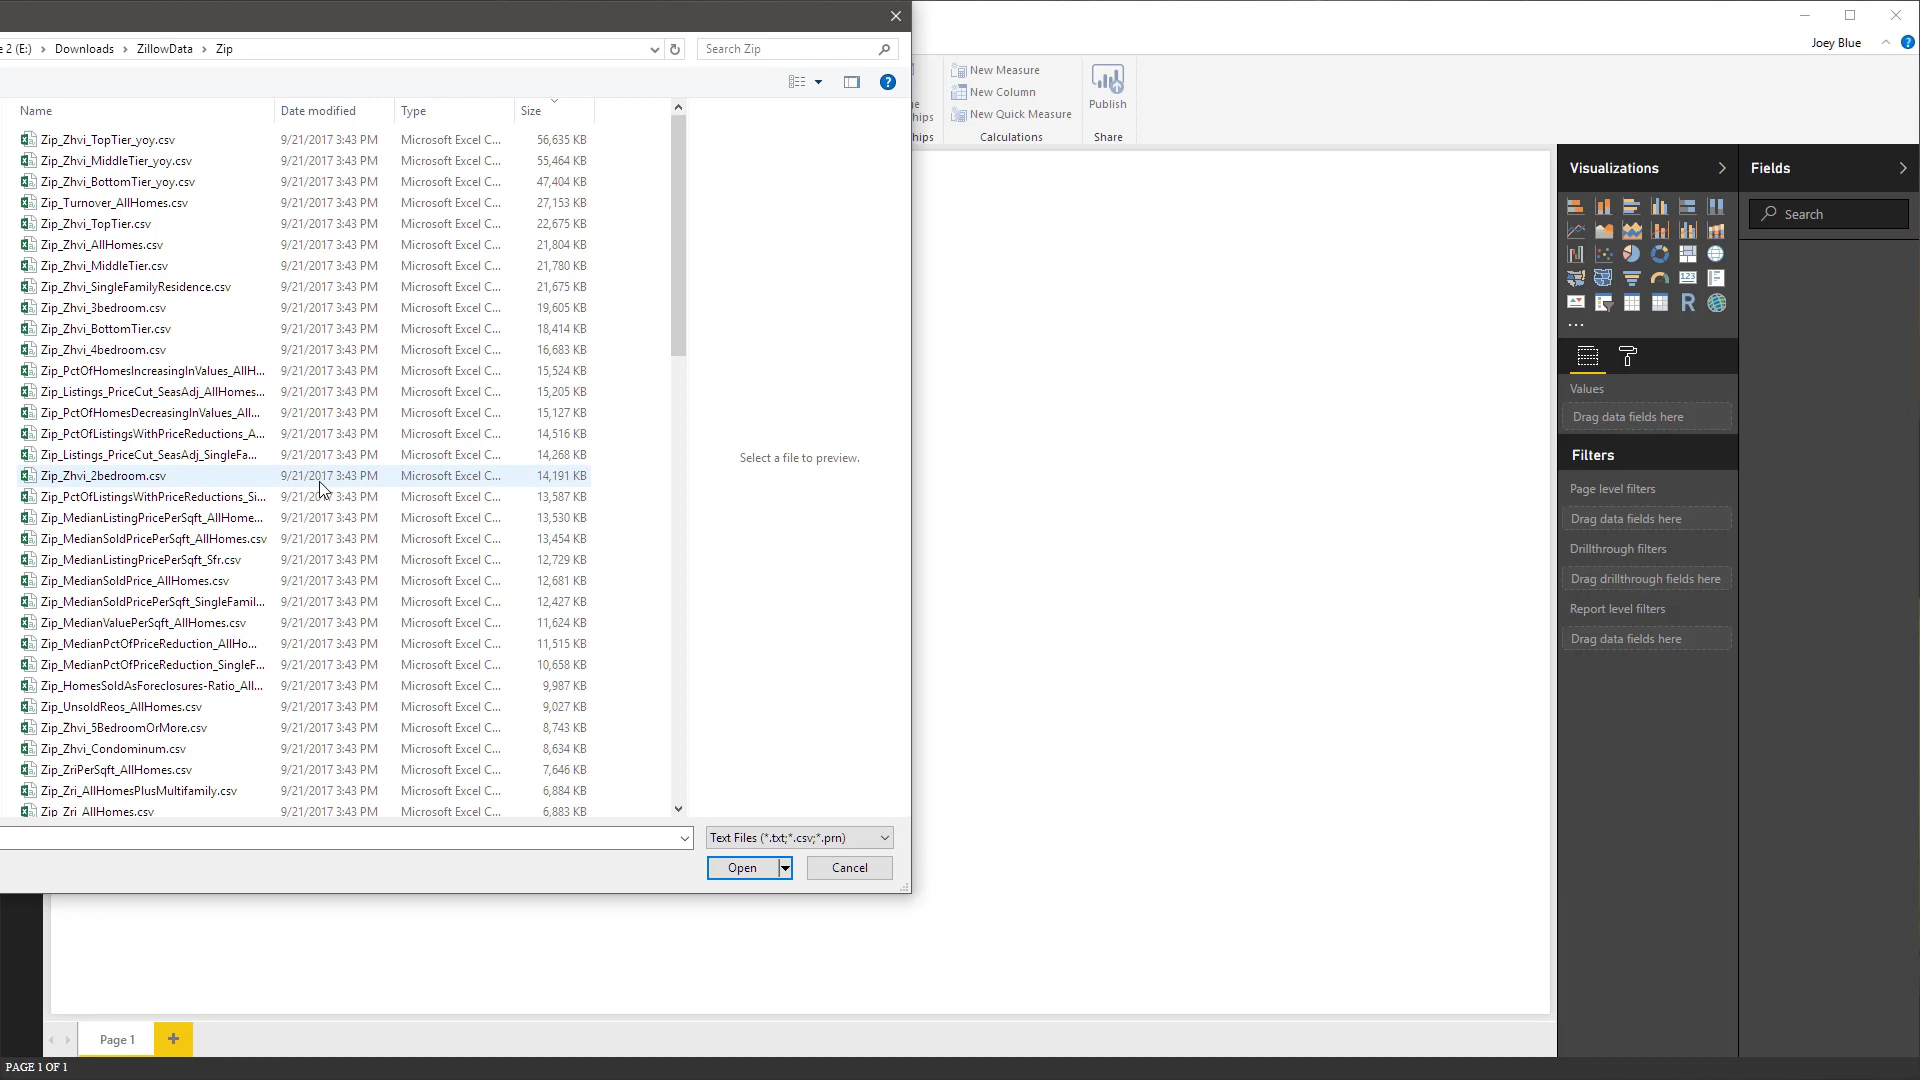 Joey Blue
e 2 (E:) > Downloads > ZillowData > Zip
Search Zip
New Measure
New Column
New Quick Measure
Calculations
Publish
Share
hips
hips
Name Date modified Type Size
Zip_Zhvi_TopTier_yoy.csv 9/21/2017 3:43 PM Microsoft Excel C... 56,635 KB
Zip_Zhvi_MiddleTier_yoy.csv 9/21/2017 3:43 PM Microsoft Excel C... 55,464 KB
Zip_Zhvi_BottomTier_yoy.csv 9/21/2017 3:43 PM Microsoft Excel C... 47,404 KB
Zip_Turnover_AllHomes.csv 9/21/2017 3:43 PM Microsoft Excel C... 27,153 KB
Zip_Zhvi_TopTier.csv 9/21/2017 3:43 PM Microsoft Excel C... 22,675 KB
Zip_Zhvi_AllHomes.csv 9/21/2017 3:43 PM Microsoft Excel C... 21,804 KB
Zip_Zhvi_MiddleTier.csv 9/21/2017 3:43 PM Microsoft Excel C... 21,780 KB
Zip_Zhvi_SingleFamilyResidence.csv 9/21/2017 3:43 PM Microsoft Excel C... 21,675 KB
Zip_Zhvi_3bedroom.csv 9/21/2017 3:43 PM Microsoft Excel C... 19,605 KB
Zip_Zhvi_BottomTier.csv 9/21/2017 3:43 PM Microsoft Excel C... 18,414 KB
Zip_Zhvi_4bedroom.csv 9/21/2017 3:43 PM Microsoft Excel C... 16,683 KB
Zip_PctOfHomesIncreasingInValues_AllH... 9/21/2017 3:43 PM Microsoft Excel C... 15,524 KB
Zip_Listings_PriceCut_SeasAdj_AllHomes... 9/21/2017 3:43 PM Microsoft Excel C... 15,205 KB
Zip_PctOfHomesDecreasingInValues_All... 9/21/2017 3:43 PM Microsoft Excel C... 15,127 KB
Zip_PctOfListingsWithPriceReductions_A... 9/21/2017 3:43 PM Microsoft Excel C... 14,516 KB
Zip_Listings_PriceCut_SeasAdj_SingleFa... 9/21/2017 3:43 PM Microsoft Excel C... 14,268 KB
Zip_Zhvi_2bedroom.csv 9/21/2017 3:43 PM Microsoft Excel C... 14,191 KB
Zip_PctOfListingsWithPriceReductions_Si... 9/21/2017 3:43 PM Microsoft Excel C... 13,587 KB
Zip_MedianListingPricePerSqft_AllHome... 9/21/2017 3:43 PM Microsoft Excel C... 13,530 KB
Zip_MedianSoldPricePerSqft_AllHomes.csv 9/21/2017 3:43 PM Microsoft Excel C... 13,454 KB
Zip_MedianListingPricePerSqft_Sfr.csv 9/21/2017 3:43 PM Microsoft Excel C... 12,729 KB
Zip_MedianSoldPrice_AllHomes.csv 9/21/2017 3:43 PM Microsoft Excel C... 12,681 KB
Zip_MedianSoldPricePerSqft_SingleFamil... 9/21/2017 3:43 PM Microsoft Excel C... 12,427 KB
Zip_MedianValuePerSqft_AllHomes.csv 9/21/2017 3:43 PM Microsoft Excel C... 11,624 KB
Zip_MedianPctOfPriceReduction_AllHo... 9/21/2017 3:43 PM Microsoft Excel C... 11,515 KB
Zip_MedianPctOfPriceReduction_SingleF... 9/21/2017 3:43 PM Microsoft Excel C... 10,658 KB
Zip_HomesSoldAsForeclosures-Ratio_All... 9/21/2017 3:43 PM Microsoft Excel C... 9,987 KB
Zip_UnsoldReos_AllHomes.csv 9/21/2017 3:43 PM Microsoft Excel C... 9,027 KB
Zip_Zhvi_5BedroomOrMore.csv 9/21/2017 3:43 PM Microsoft Excel C... 8,743 KB
Zip_Zhvi_Condominum.csv 9/21/2017 3:43 PM Microsoft Excel C... 8,634 KB
Zip_ZriPerSqft_AllHomes.csv 9/21/2017 3:43 PM Microsoft Excel C... 7,646 KB
Zip_Zri_AllHomesPlusMultifamily.csv 9/21/2017 3:43 PM Microsoft Excel C... 6,884 KB
Zip_Zri_AllHomes.csv 9/21/2017 3:43 PM Microsoft Excel C... 6,883 KB
Select a file to preview.
Text Files (*.txt;*.csv;*.prn)
Open
Cancel
Visualizations
Values
Drag data fields here
Filters
Page level filters
Drag data fields here
Drillthrough filters
Drag drillthrough fields here
Report level filters
Drag data fields here
Fields
Search
Page 1
PAGE 1 OF 1